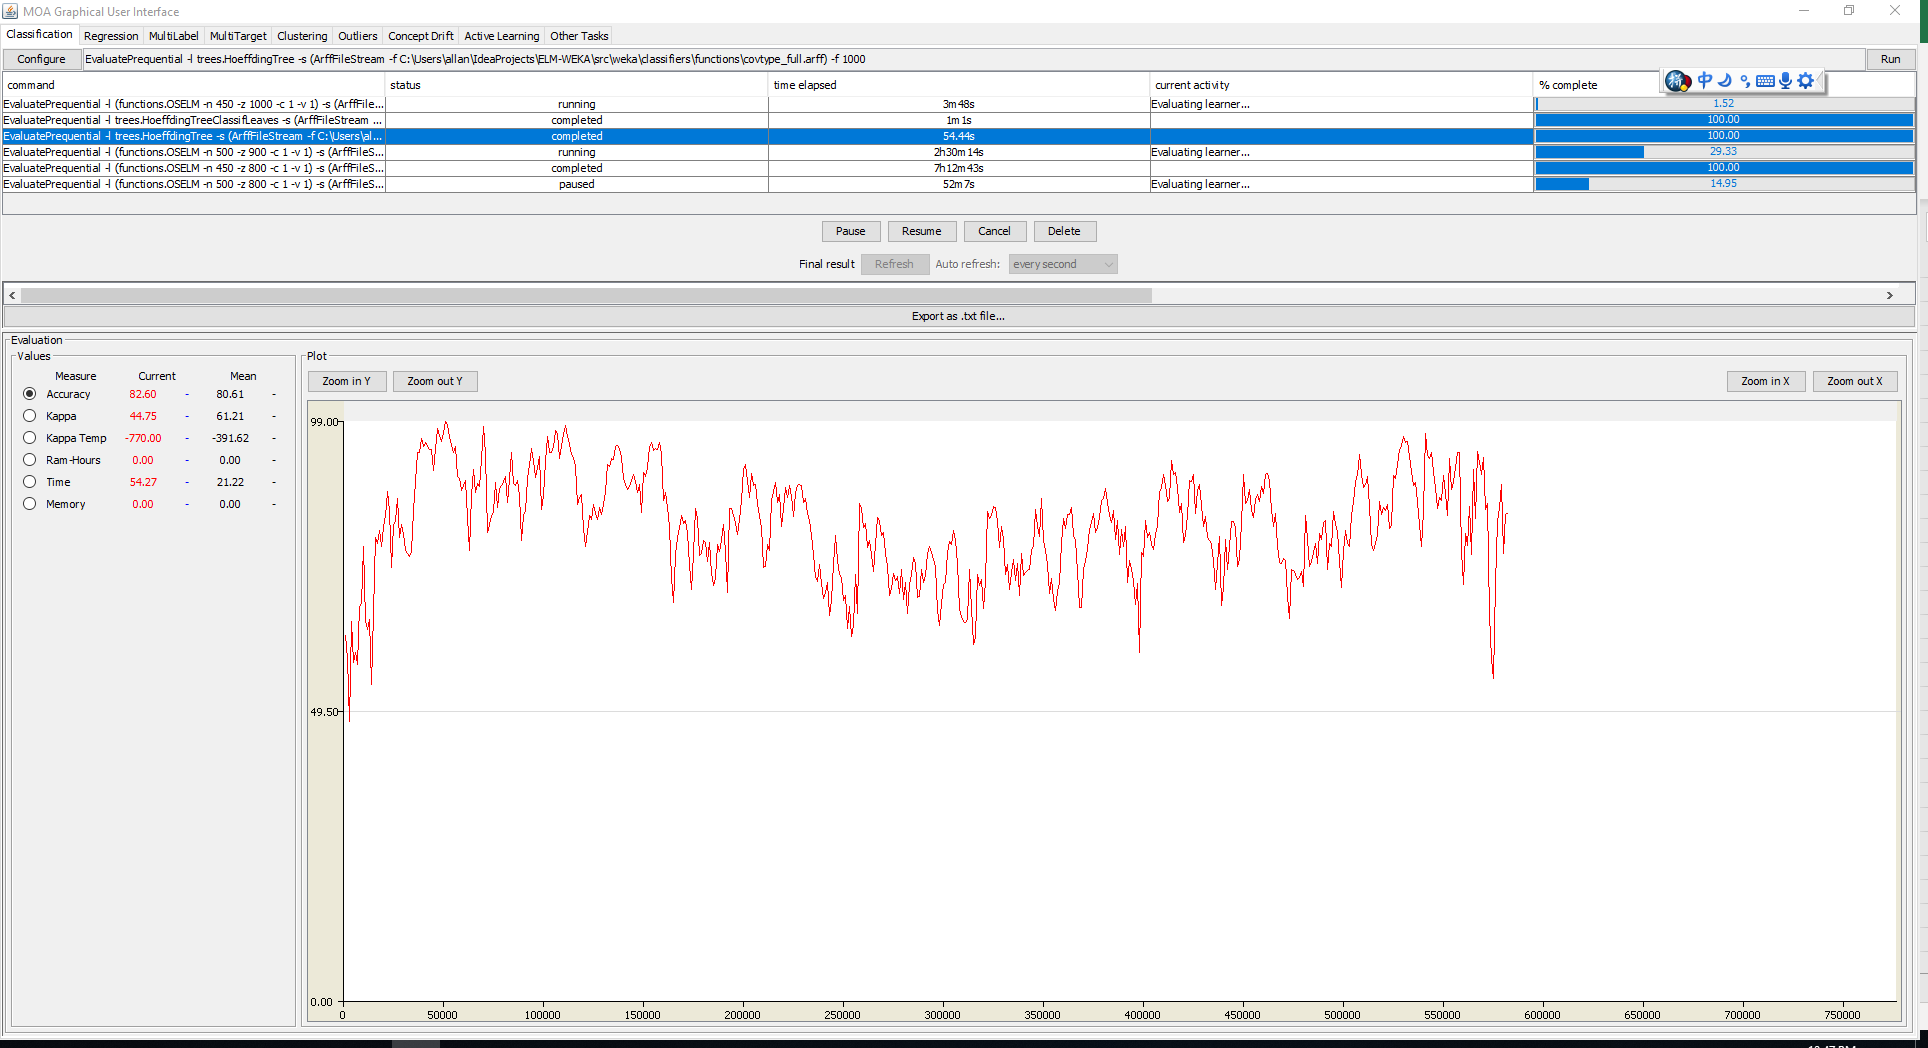 MOA Graphical User Interface
Classification Regression MultiLabel MultiTarget Clustering Outliers Concept Drift Active Learning Other Tasks
Configure EvaluatePrequential -l trees.HoeffdingTree -s (ArffFileStream -f C:\Users\allan\IdeaProjects\ELM-WEKA\src\weka\classifiers\functions\covtype_full.arff) -f 1000 Run
command status time elapsed current activity % complete
拼 中
EvaluatePrequential -l (functions.OSELM -n 450 -z 1000 -c 1 -v 1) -s (ArffFile... running 3m48s Evaluating learner... 1.52
EvaluatePrequential -l trees.HoeffdingTreeClassifLeaves -s (ArffFileStream ... completed 1m1s 100.00
EvaluatePrequential -l trees.HoeffdingTree -s (ArffFileStream -f C:\Users\al... completed 54.44s 100.00
EvaluatePrequential -l (functions.OSELM -n 500 -z 900 -c 1 -v 1) -s (ArffFileS... running 2h30m14s Evaluating learner... 29.33
EvaluatePrequential -l (functions.OSELM -n 450 -z 800 -c 1 -v 1) -s (ArffFileS... completed 7h12m43s 100.00
EvaluatePrequential -l (functions.OSELM -n 500 -z 800 -c 1 -v 1) -s (ArffFileS... paused 52m7s Evaluating learner... 14.95
Pause Resume Cancel Delete
Final result Refresh Auto refresh: every second
Export as .txt file...
Evaluation
Values
Measure Current Mean
Accuracy 82.60 - 80.61 -
Kappa 44.75 - 61.21 -
Kappa Temp -770.00 - -391.62 -
Ram-Hours 0.00 - 0.00 -
Time 54.27 - 21.22 -
Memory 0.00 - 0.00 -
Plot
Zoom in Y Zoom out Y Zoom in X Zoom out X
99.00
49.50
0.00
0 50000 100000 150000 200000 250000 300000 350000 400000 450000 500000 550000 600000 650000 700000 750000